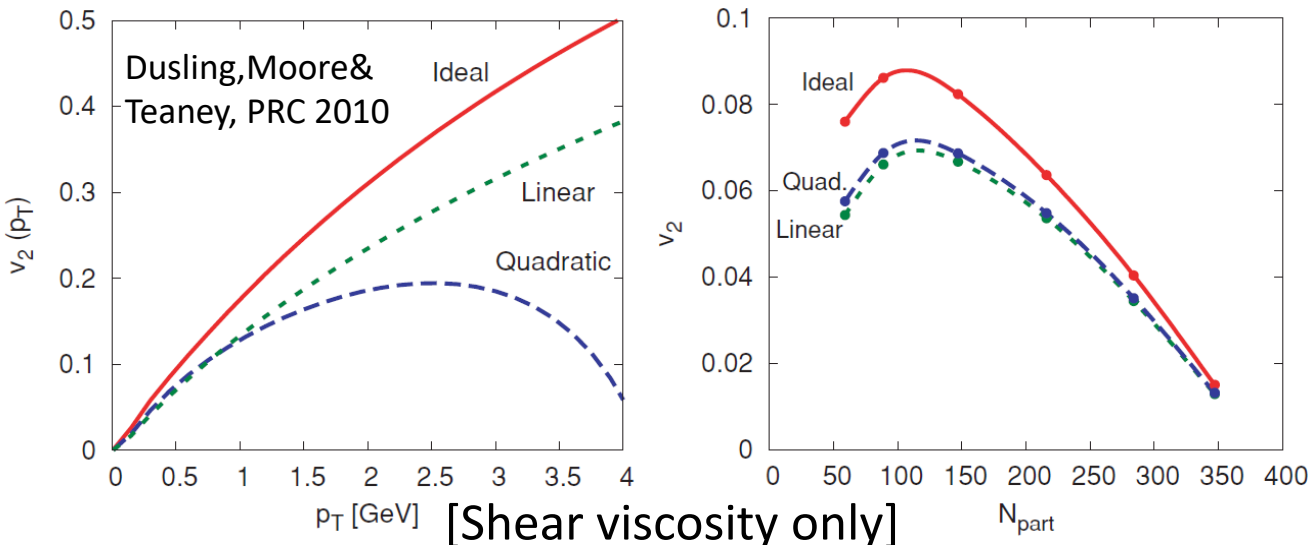 0.5
0.4
0.3
0.2
0.1
0
v2 (pT)
Dusling,Moore&
Teaney, PRC 2010
Ideal
Linear
Quadratic
0 0.5 1 1.5 2 2.5 3 3.5 4
pT [GeV]
0.1
0.08
0.06
0.04
0.02
0
v2
Ideal
Quad.
Linear
0 50 100 150 200 250 300 350 400
Npart
[Shear viscosity only]